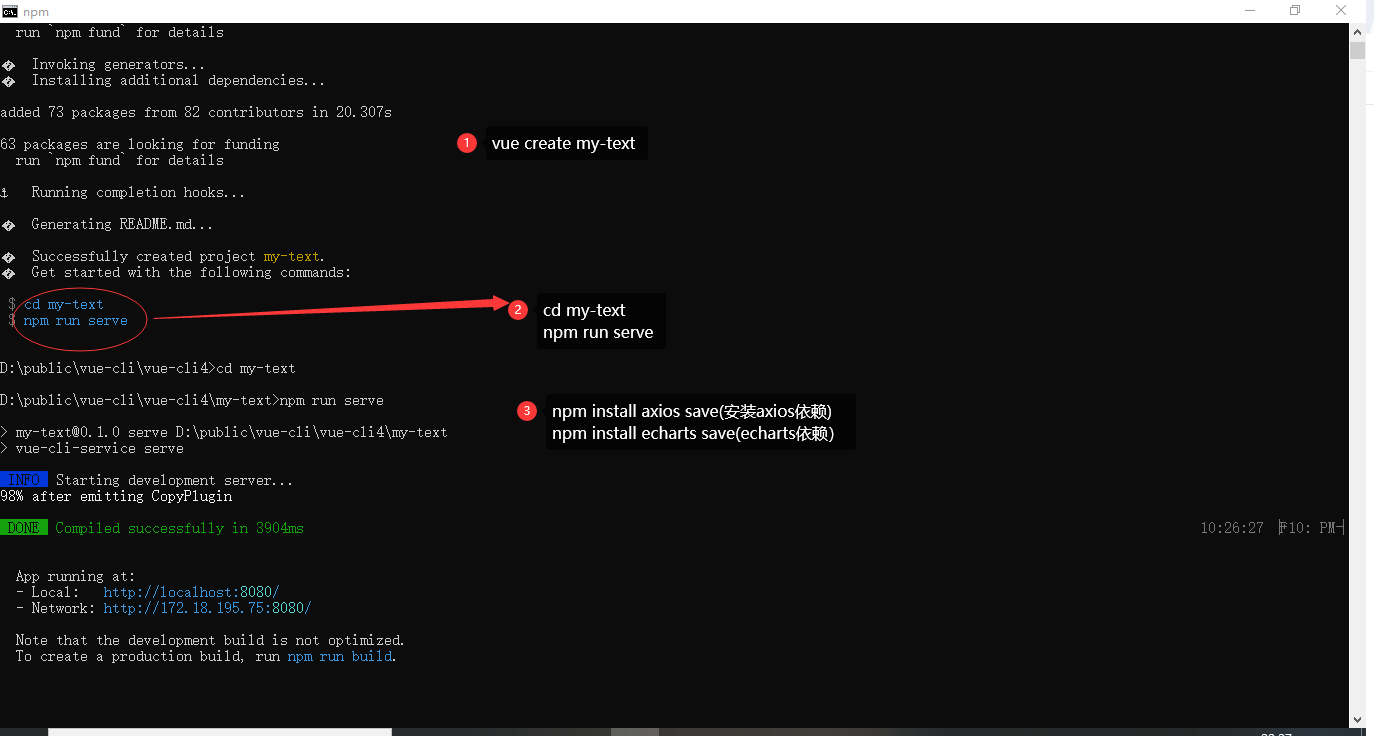 npm
run `npm fund` for details
Invoking generators...
Installing additional dependencies...
added 73 packages from 82 contributors in 20.307s
63 packages are looking for funding
run `npm fund` for details
1 vue create my-text
Running completion hooks...
Generating README.md...
Successfully created project my-text.
Get started with the following commands:
$ cd my-text
$ npm run serve
2 cd my-text
npm run serve
D:\public\vue-cli\vue-cli4>cd my-text
D:\public\vue-cli\vue-cli4\my-text>npm run serve
3 npm install axios save(安装axios依赖)
npm install echarts save(echarts依赖)
> my-text@0.1.0 serve D:\public\vue-cli\vue-cli4\my-text
> vue-cli-service serve
INFO Starting development server...
98% after emitting CopyPlugin
DONE Compiled successfully in 3904ms 10:26:27
App running at:
- Local: http://localhost:8080/
- Network: http://172.18.195.75:8080/
Note that the development build is not optimized.
To create a production build, run npm run build.